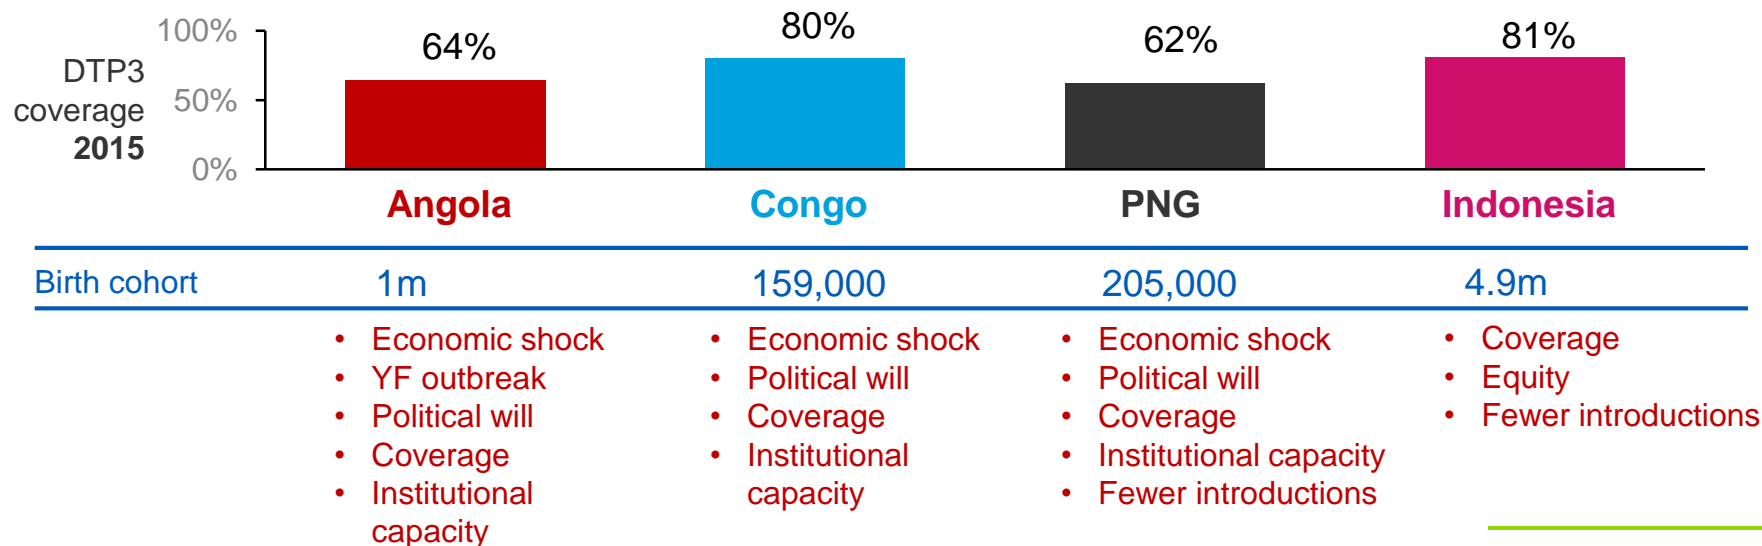 100%
50%
0%
DTP3
coverage
2015
64%
80%
62%
81%
Angola
Congo
PNG
Indonesia
Birth cohort
1m
159,000
205,000
4.9m
• Economic shock
• YF outbreak
• Political will
• Coverage
• Institutional
capacity
• Economic shock
• Political will
• Coverage
• Institutional
capacity
• Economic shock
• Political will
• Coverage
• Institutional capacity
• Fewer introductions
• Coverage
• Equity
• Fewer introductions